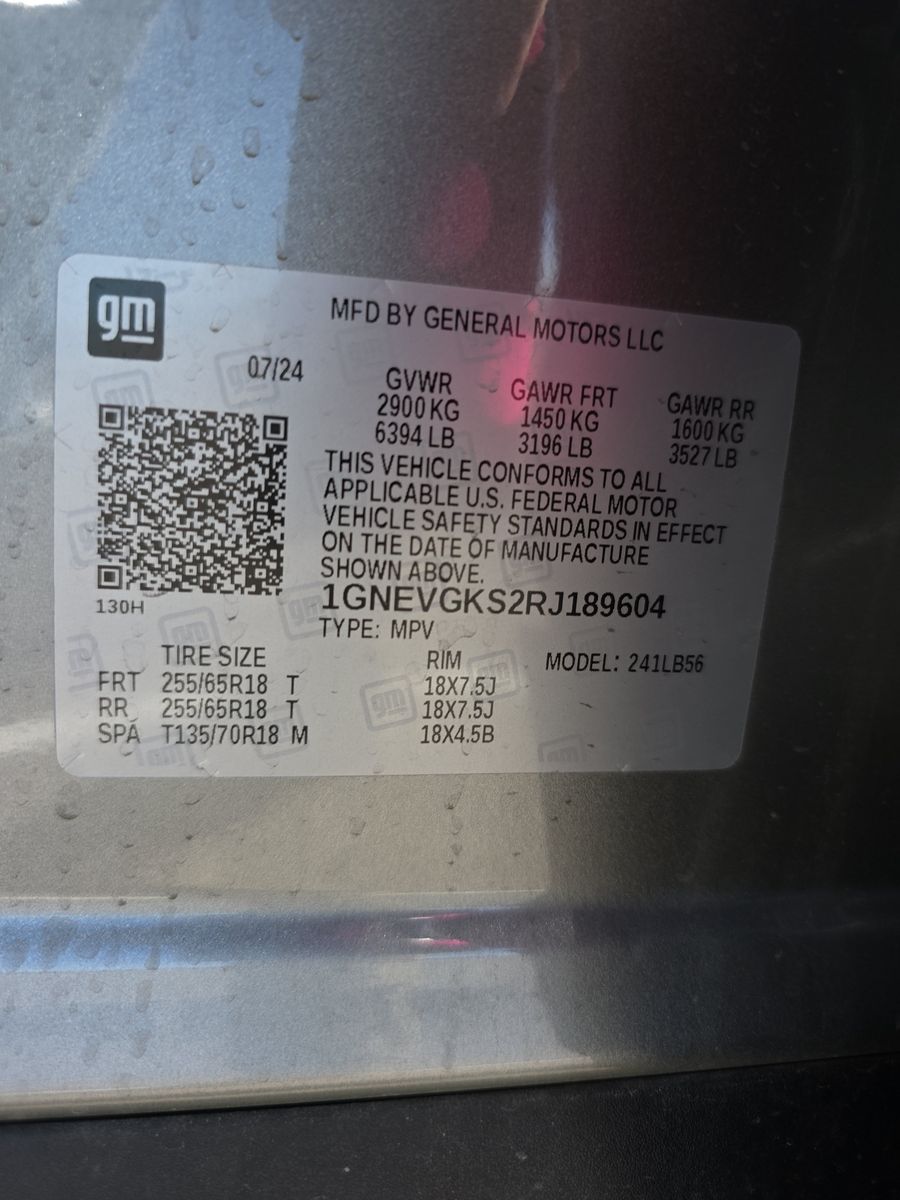 gm
MFD BY GENERAL MOTORS LLC
07/24
GVWR GAWR FRT GAWR RR
2900 KG 1450 KG 1600 KG
6394 LB 3196 LB 3527 LB
THIS VEHICLE CONFORMS TO ALL
APPLICABLE U.S. FEDERAL MOTOR
VEHICLE SAFETY STANDARDS IN EFFECT
ON THE DATE OF MANUFACTURE
SHOWN ABOVE.
130H
1GNEVGKS2RJ189604
TYPE: MPV
TIRE SIZE RIM MODEL: 241LB56
FRT 255/65R18 T 18X7.5J
RR 255/65R18 T 18X7.5J
SPA T135/70R18 M 18X4.5B